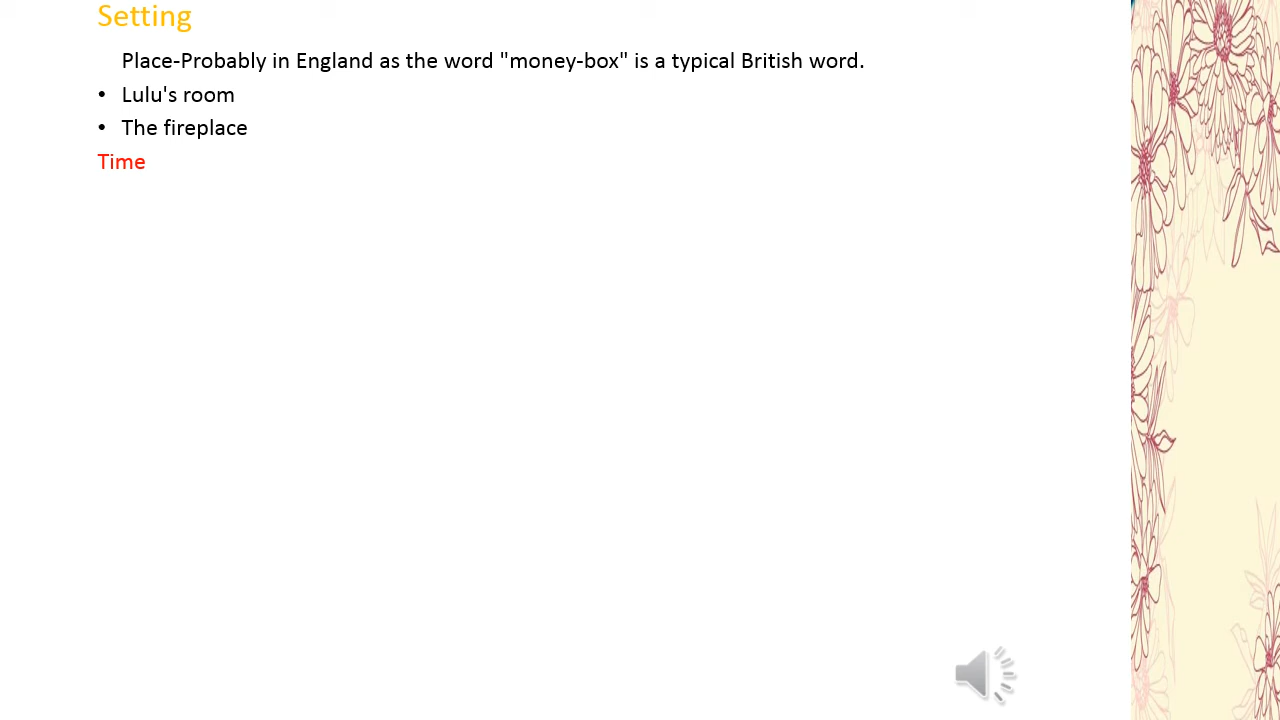 Setting
Place-Probably in England as the word "money-box" is a typical British word.
• Lulu's room
• The fireplace
Time